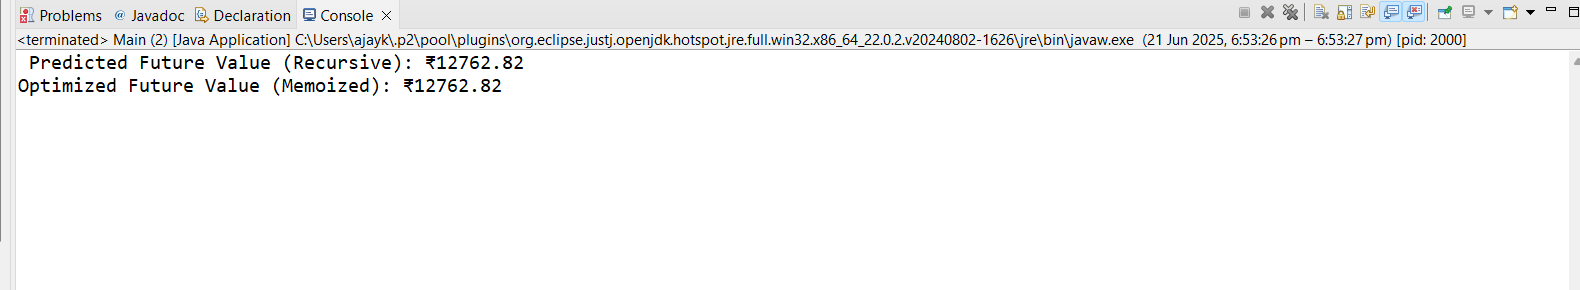 Problems @ Javadoc Declaration Console
<terminated> Main (2) [Java Application] C:\Users\ajayk\.p2\pool\plugins\org.eclipse.justj.openjdk.hotspot.jre.full.win32.x86_64_22.0.2.v20240802-1626\jre\bin\javaw.exe (21 Jun 2025, 6:53:26 pm – 6:53:27 pm) [pid: 2000]
Predicted Future Value (Recursive): ₹12762.82
Optimized Future Value (Memoized): ₹12762.82